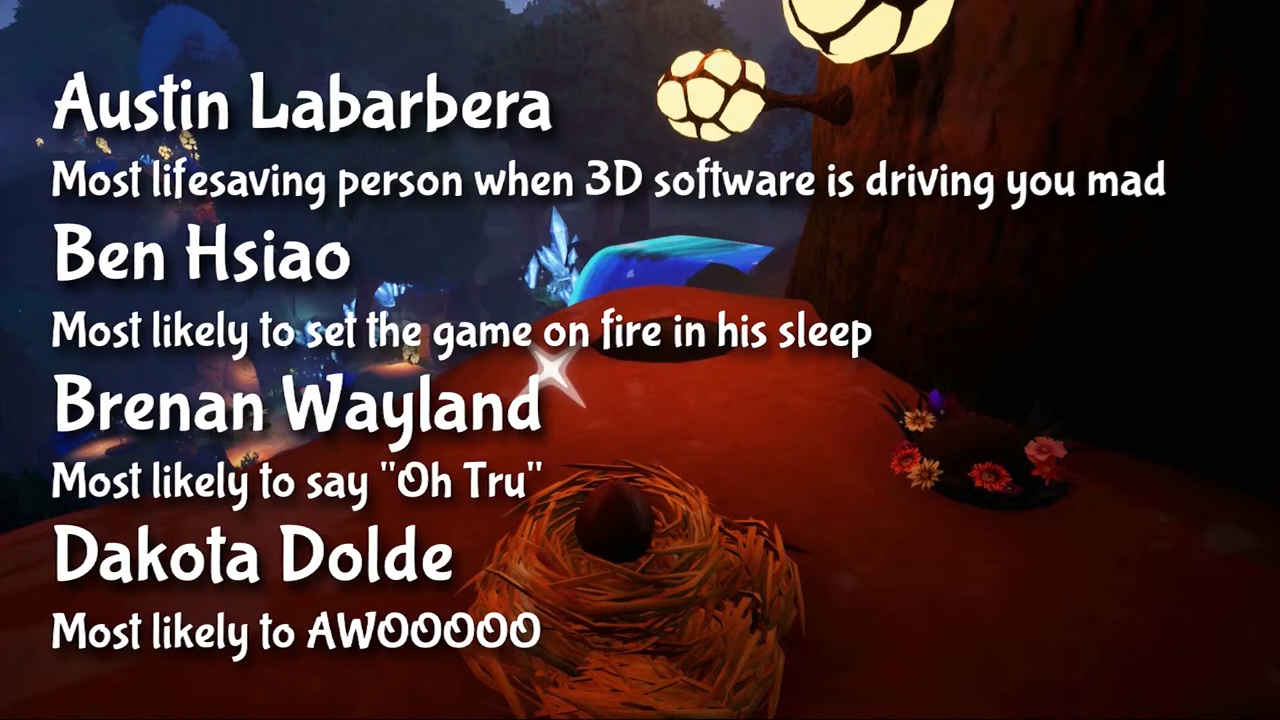 Austin Labarbera
Most lifesaving person when 3D software is driving you mad
Ben Hsiao
Most likely to set the game on fire in his sleep
Brenan Wayland
Most likely to say "Oh Tru"
Dakota Dolde
Most likely to AWOOOOO